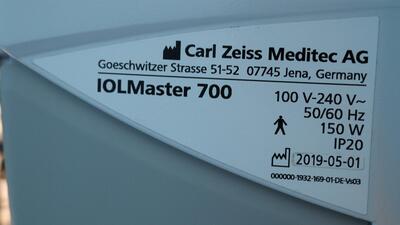 Carl Zeiss Meditec AG
Goeschwitzer Strasse 51-52 07745 Jena, Germany
IOLMaster 700
100 V-240 V~
50/60 Hz
150 W
IP20
2019-05-01
000000-1932-169-01-DE-Vs03